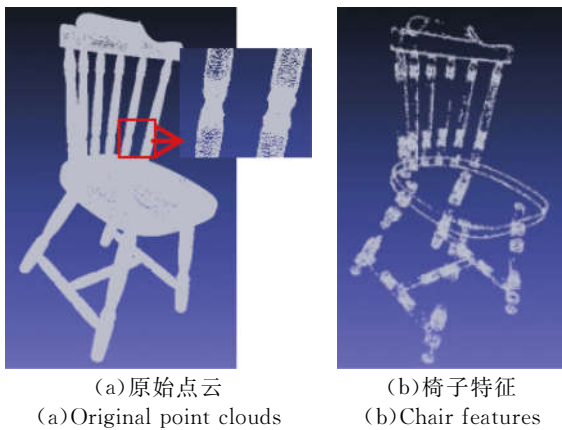 (a)原始点云
(a)Original point clouds
(b)椅子特征
(b)Chair features